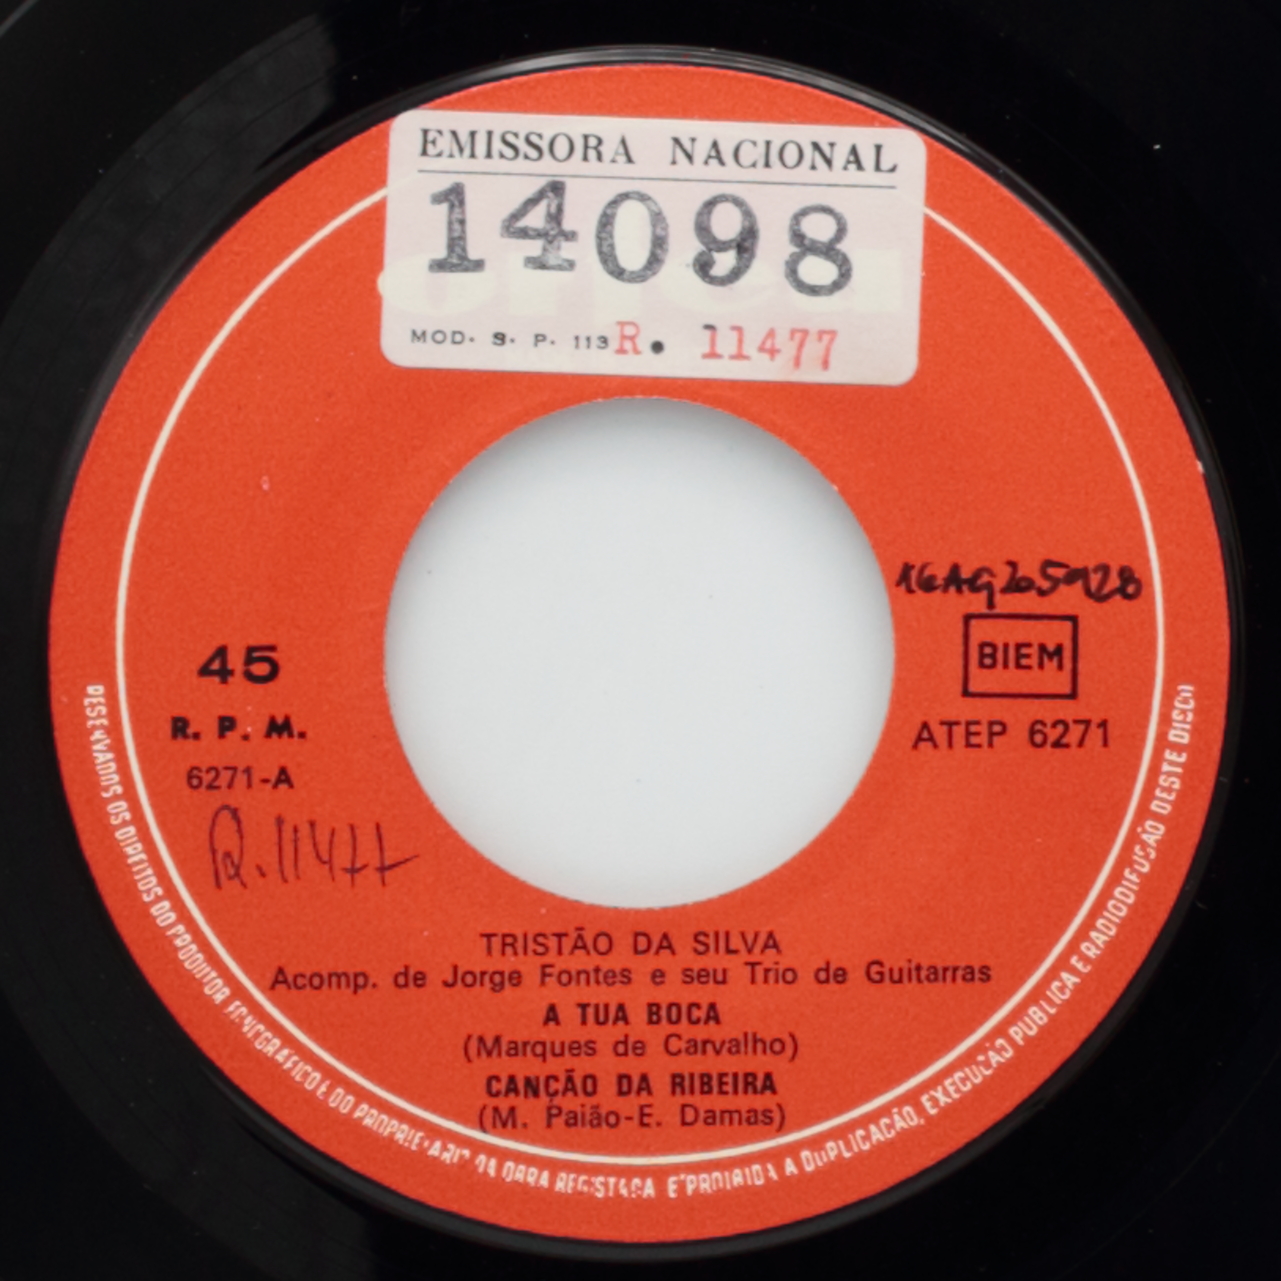 EMISSORA NACIONAL
14098
MOD. S. P. 113 R. 11477
BIEM
45
R. P. M.
ATEP 6271
6271-A
R.11477
TRISTÃO DA SILVA
Acomp. de Jorge Fontes e seu Trio de Guitarras
A TUA BOCA
(Marques de Carvalho)
CANÇÃO DA RIBEIRA
(M. Paião-E. Damas)
RESERVADOS OS DIREITOS DO PRODUTOR FONOGRÁFICO E DO PROPRIETARIO DA OBRA REGISTADA E PROIBIDA A DUPLICAÇÃO, EXECUÇÃO PUBLICA E RADIODIFUSÃO DESTE DISCO